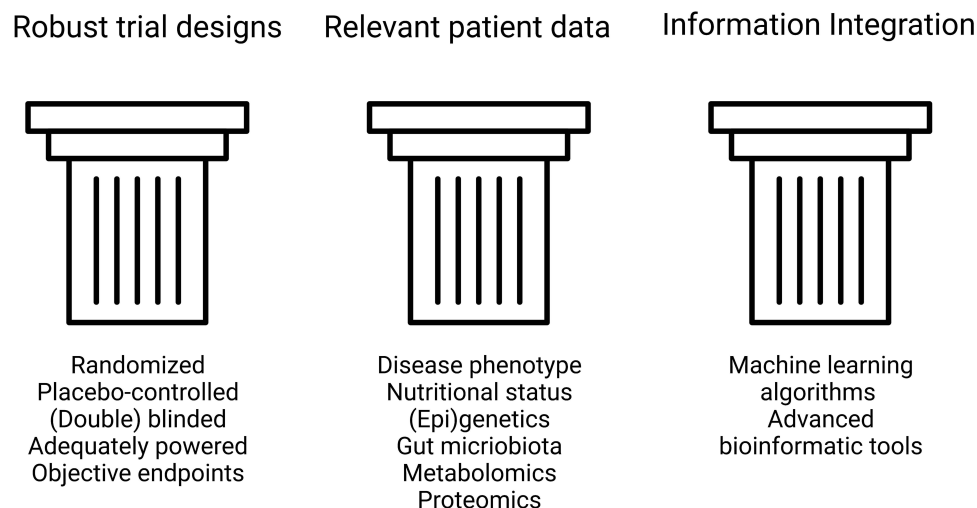 Robust trial designs
Relevant patient data
Information Integration
Randomized
Placebo-controlled
(Double) blinded
Adequately powered
Objective endpoints
Disease phenotype
Nutritional status
(Epi)genetics
Gut micriobiota
Metabolomics
Proteomics
Machine learning
algorithms
Advanced
bioinformatic tools